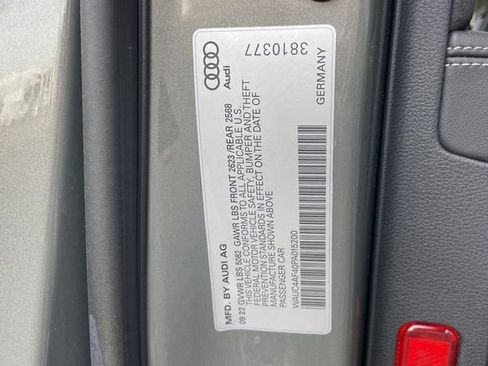 Audi
3810377
MFD. BY AUDI AG
GERMANY
09 22 GVWR LBS 5082 GAWR LBS FRONT 2623 /REAR 2568
THIS VEHICLE CONFORMS TO ALL APPLICABLE U.S.
FEDERAL MOTOR VEHICLE SAFETY, BUMPER AND THEFT
PREVENTION STANDARDS IN EFFECT ON THE DATE OF
MANUFACTURE SHOWN ABOVE
PASSENGER CAR
WAUC4AF40PA015200